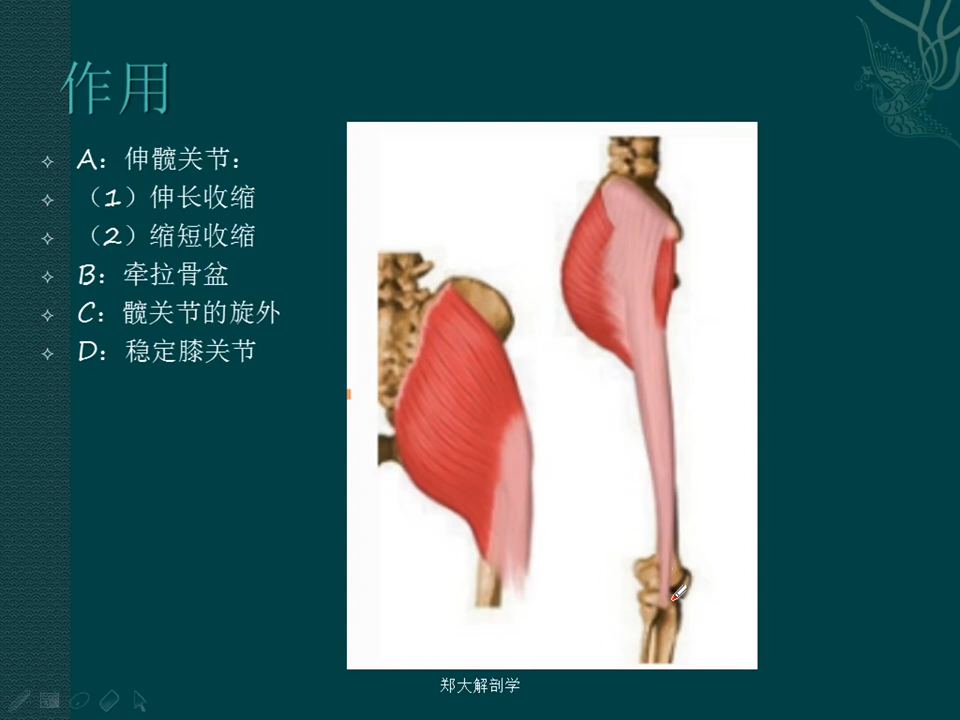 作用
A：伸髋关节：
（1）伸长收缩
（2）缩短收缩
B：牵拉骨盆
C：髋关节的旋外
D：稳定膝关节
郑大解剖学